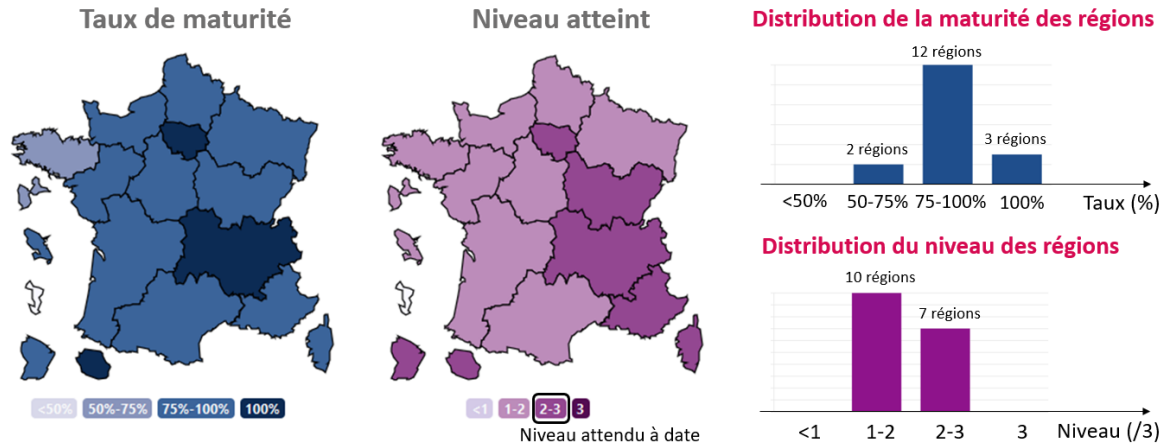 Taux de maturité
<50%
50%-75%
75%-100%
100%
Niveau atteint
<1
1-2
2-3
3
Niveau attendu à date
Distribution de la maturité des régions
12 régions
2 régions
3 régions
<50%
50-75%
75-100%
100%
Taux (%)
Distribution du niveau des régions
10 régions
7 régions
<1
1-2
2-3
3
Niveau (/3)